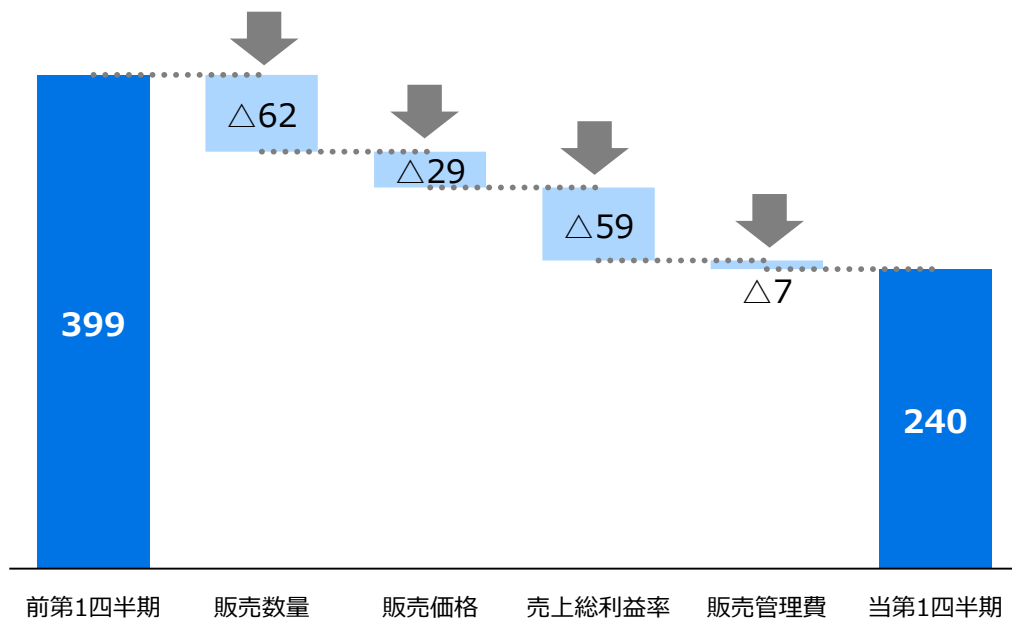 △62
△29
△59
△7
399
240
前第1四半期
販売数量
販売価格
売上総利益率
販売管理費
当第1四半期